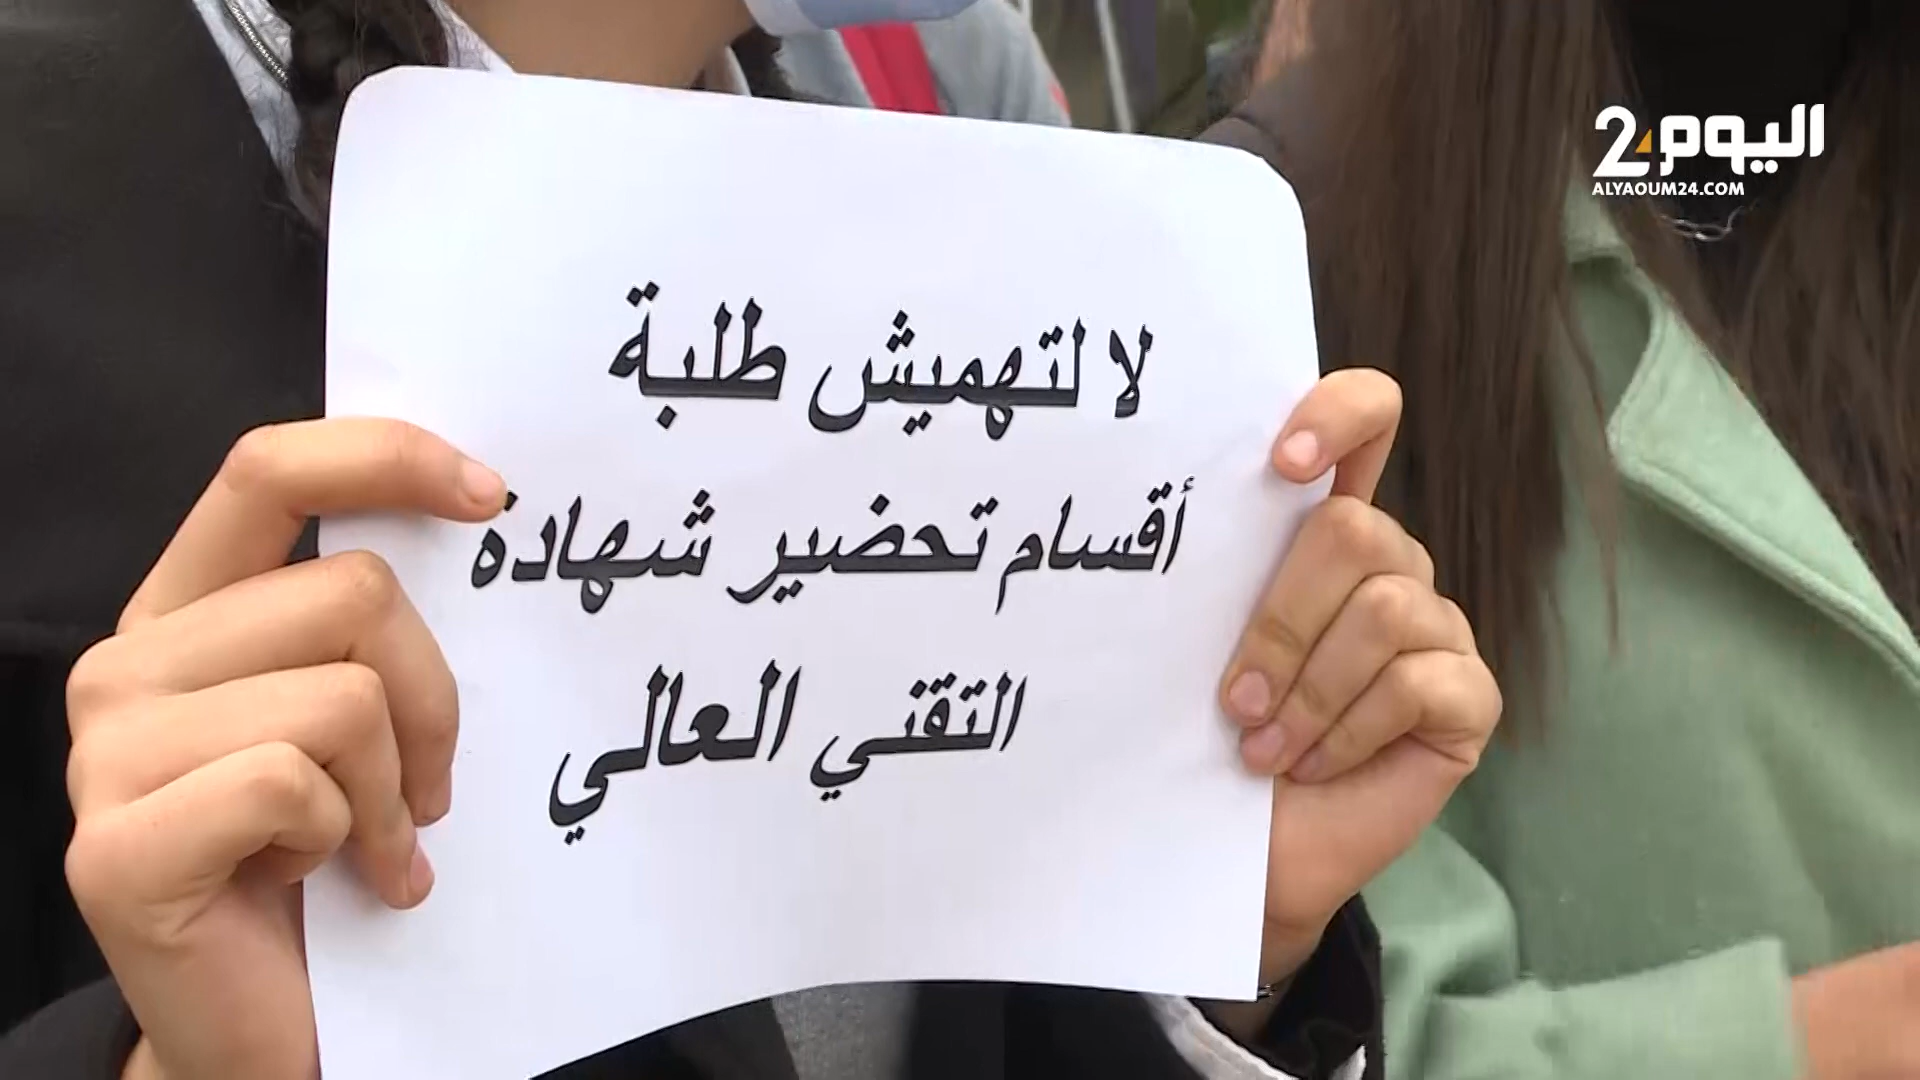 اليوم 24
ALYAOUM24.COM
لا لتهميش طلبة
أقسام تحضير شهادة
التقني العالي